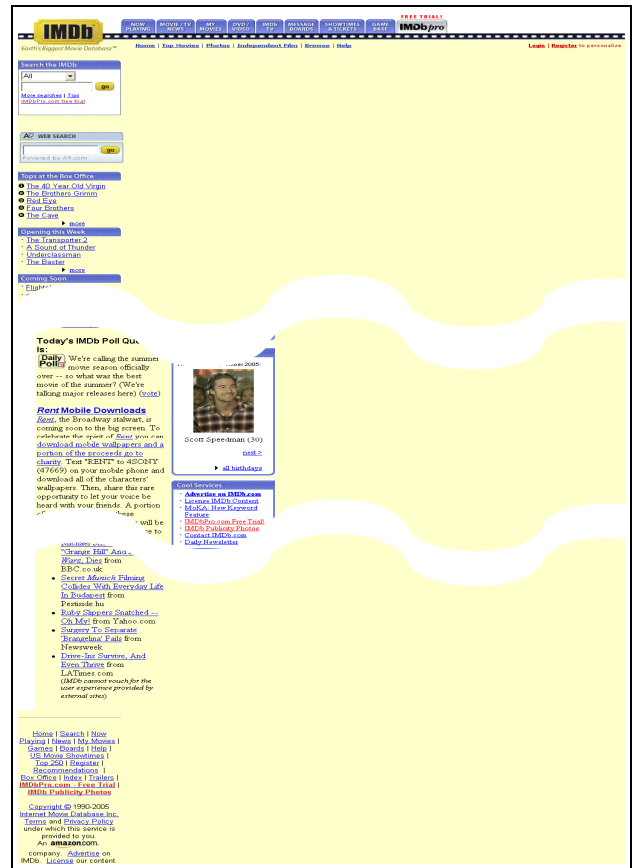 FREE TRIAL!
IMDb
NOW PLAYING
MOVIE / TV NEWS
MY MOVIES
DVD / VIDEO
IMDb TV
MESSAGE BOARDS
SHOWTIMES & TICKETS
GAME BASE
IMDb pro
Earth's Biggest Movie Database™
Home | Top Movies | Photos | Independent Film | Browse | Help
Login | Register to personalize
Search the IMDb
All
go
More searches | Tips
IMDbPro.com free trial
A9 WEB SEARCH
go
Powered by A9.com
Tops at the Box Office
The 40 Year Old Virgin
The Brothers Grimm
Red Eye
Four Brothers
The Cave
more
Opening this Week
The Transporter 2
A Sound of Thunder
Underclassman
The Baxter
more
Coming Soon
Today's IMDb Poll
Is:
Daily Poll
We're calling the summer
movie season officially
over -- so what was the best
movie of the summer? (We're
talking major releases here) (vote)
Rent Mobile Downloads
Rent, the Broadway stalwart, is
coming soon to the big screen. To
celebrate the spirit of Rent you can
download mobile wallpapers and a
portion of the proceeds go to
charity. Text "RENT" to 4SONY
(47669) on your mobile phone and
download all of the characters'
wallpapers. Then, share this rare
opportunity to let your voice be
heard with your friends. A portion
will be
to
2005:
Scott Speedman (30)
next >
all birthdays
Cool Services
Advertise on IMDb.com
License IMDb Content
MoKA: New Keyword
Feature
IMDbPro.com Free Trial!
IMDb Publicity Photos
Contact IMDb.com
Daily Newsletter
"Grange Hill" And
Wars, Dies from
BBC.co.uk
Secret Munich Filming
Collides With Everyday Life
In Budapest from
Pestiside.hu
Ruby Slippers Snatched --
Oh My! from Yahoo.com
Surgery To Separate
'Brangelina' Fails from
Newsweek
Drive-Ins Survive, And
Even Thrive from
LATimes.com
(IMDb cannot vouch for the
user experience provided by
external sites)
Home | Search | Now
Playing | News | My Movies |
Games | Boards | Help |
US Movie Showtimes |
Top 250 | Register |
Recommendations |
Box Office | Index | Trailers |
IMDbPro.com - Free Trial |
IMDb Publicity Photos
Copyright © 1990-2005
Internet Movie Database Inc.
Terms and Privacy Policy
under which this service is
provided to you.
An amazon.com.
company. Advertise on
IMDb. License our content.